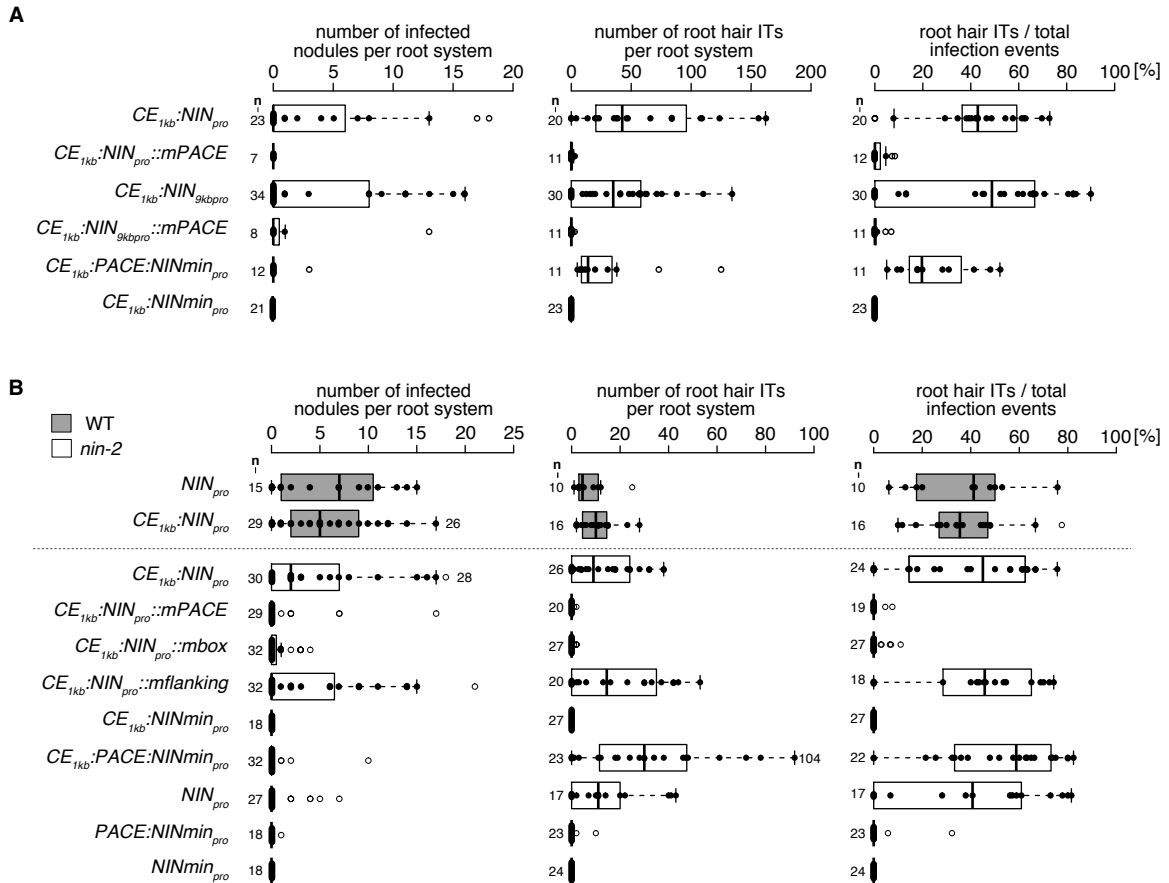 A
number of infected
nodules per root system
number of root hair ITs
per root system
root hair ITs / total
infection events
0 5 10 15 20
0 50 100 150 200
0 20 40 60 80 100 [%]
n n n
CE1kb:NINpro 23 20 20
CE1kb:NINpro::mPACE 7 11 12
CE1kb:NIN9kbpro 34 30 30
CE1kb:NIN9kbpro::mPACE 8 11 11
CE1kb:PACE:NINminpro 12 11 11
CE1kb:NINminpro 21 23 23
B
WT
nin-2
number of infected
nodules per root system
number of root hair ITs
per root system
root hair ITs / total
infection events
0 5 10 15 20 25
0 20 40 60 80 100
0 20 40 60 80 100 [%]
n n n
NINpro 15 10 10
CE1kb:NINpro 29 26 16 16
CE1kb:NINpro 30 28 26 24
CE1kb:NINpro::mPACE 29 20 19
CE1kb:NINpro::mbox 32 27 27
CE1kb:NINpro::mflanking 32 20 18
CE1kb:NINminpro 18 27 27
CE1kb:PACE:NINminpro 32 23 104 22
NINpro 27 17 17
PACE:NINminpro 18 23 23
NINminpro 18 24 24